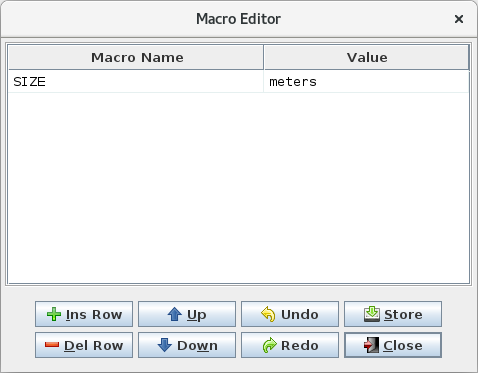 Macro Editor ×
Macro Name Value
SIZE meters
Ins Row Up Undo Store
Del Row Down Redo Close